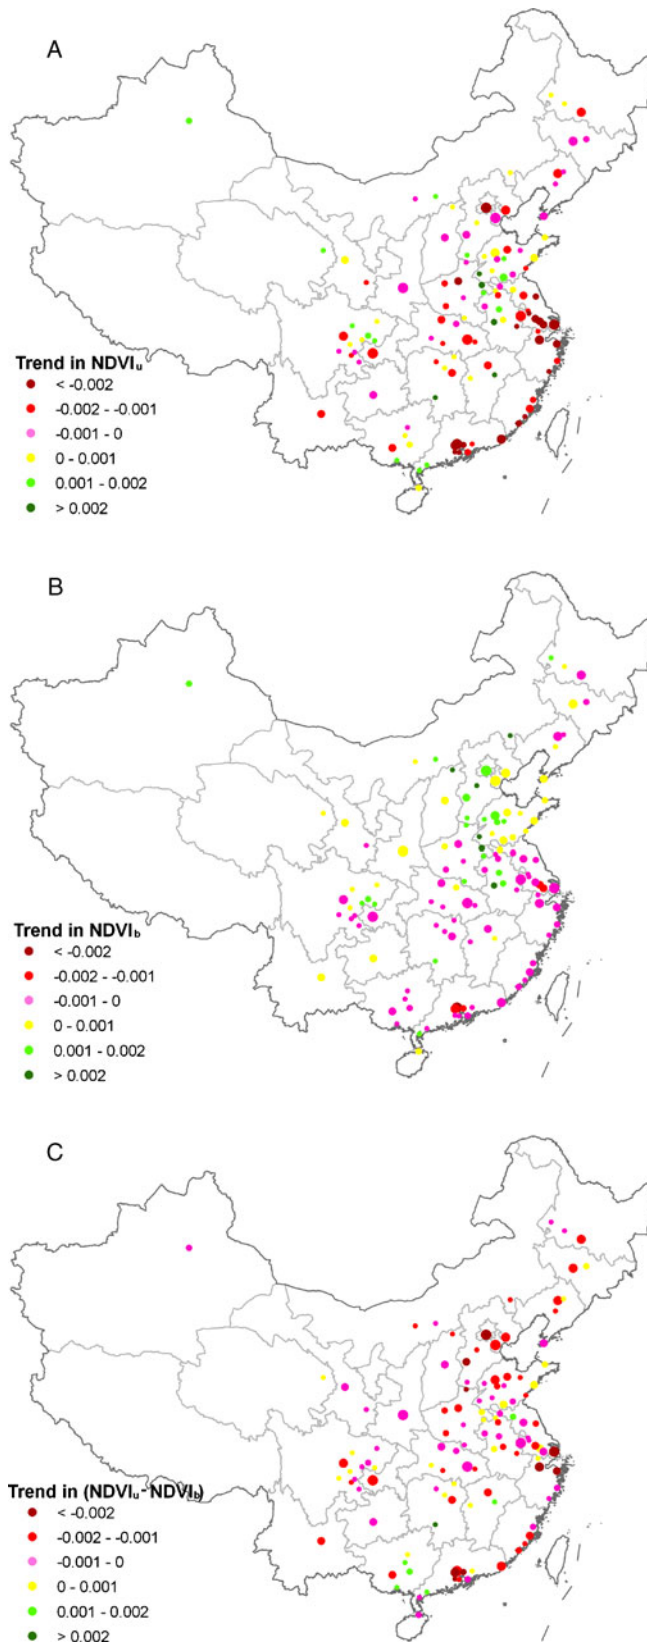 A
Trend in NDVIu
< -0.002
-0.002 - -0.001
-0.001 - 0
0 - 0.001
0.001 - 0.002
> 0.002
B
Trend in NDVIb
< -0.002
-0.002 - -0.001
-0.001 - 0
0 - 0.001
0.001 - 0.002
> 0.002
C
Trend in (NDVIu- NDVIb)
< -0.002
-0.002 - -0.001
-0.001 - 0
0 - 0.001
0.001 - 0.002
> 0.002